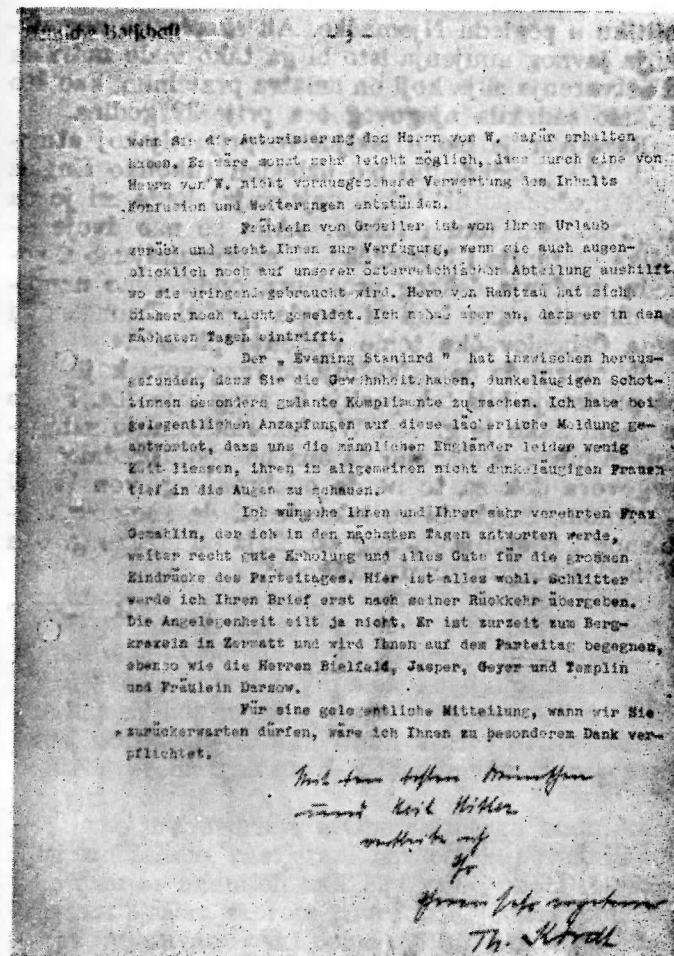 Deutsche Botschaft
wenn Sie die Autorisierung des Herrn von W. dafür erhalten
haben. Es wäre sonst sehr leicht möglich, dass durch eine von
Herrn von W. nicht vorausgesehene Verwertung des Inhalts
Konfusion und Weiterungen entstünden.
Fräulein von Groeller ist von ihrem Urlaub
zurück und steht Ihnen zur Verfügung, wenn sie auch augen-
blicklich noch auf unserer österreichischen Abteilung aushilft,
wo sie dringend gebraucht wird. Herr von Rantzau hat sich
bisher noch nicht gemeldet. Ich nehme aber an, dass er in den
nächsten Tagen eintrifft.
Der „ Evening Standard " hat inzwischen heraus-
gefunden, dass Sie die Gewohnheit haben, dunkeläugigen Schot-
tinnen besonders galante Komplimente zu machen. Ich habe bei
gelegentlichen Anzapfungen auf diese lächerliche Meldung ge-
antwortet, dass uns die männlichen Engländer leider wenig
Zeit liessen, ihren im allgemeinen nicht dunkeläugigen Frauen
tief in die Augen zu schauen.
Ich wünsche Ihnen und Ihrer sehr verehrten Frau
Gemahlin, der ich in den nächsten Tagen antworten werde,
weiter recht gute Erholung und alles Gute für die grossen
Eindrücke des Parteitages. Hier ist alles wohl. Schlitter
werde ich Ihren Brief erst nach seiner Rückkehr übergeben.
Die Angelegenheit eilt ja nicht. Er ist zurzeit zum Berg-
kraxeln in Zermatt und wird Ihnen auf dem Parteitag begegnen,
ebenso wie die Herren Bielfeld, Jasper, Geyer und Templin
und Fräulein Darsow.
Für eine gelegentliche Mitteilung, wann wir Sie
zurückerwarten dürfen, wäre ich Ihnen zu besonderem Dank ver-
pflichtet.
Mit den besten Wünschen
und Heil Hitler
verbleibe ich
Ihr
Ihnen sehr ergebener
Th. Kordt